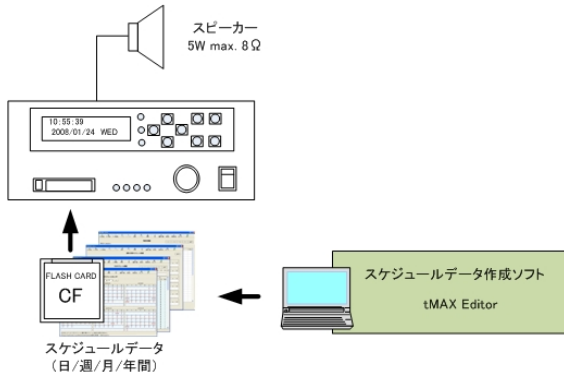 スピーカー
5W max. 8Ω
10:55:39
2008/01/24 WED
FLASH CARD
CF
スケジュールデータ
(日/週/月/年間)
スケジュールデータ作成ソフト
tMAX Editor